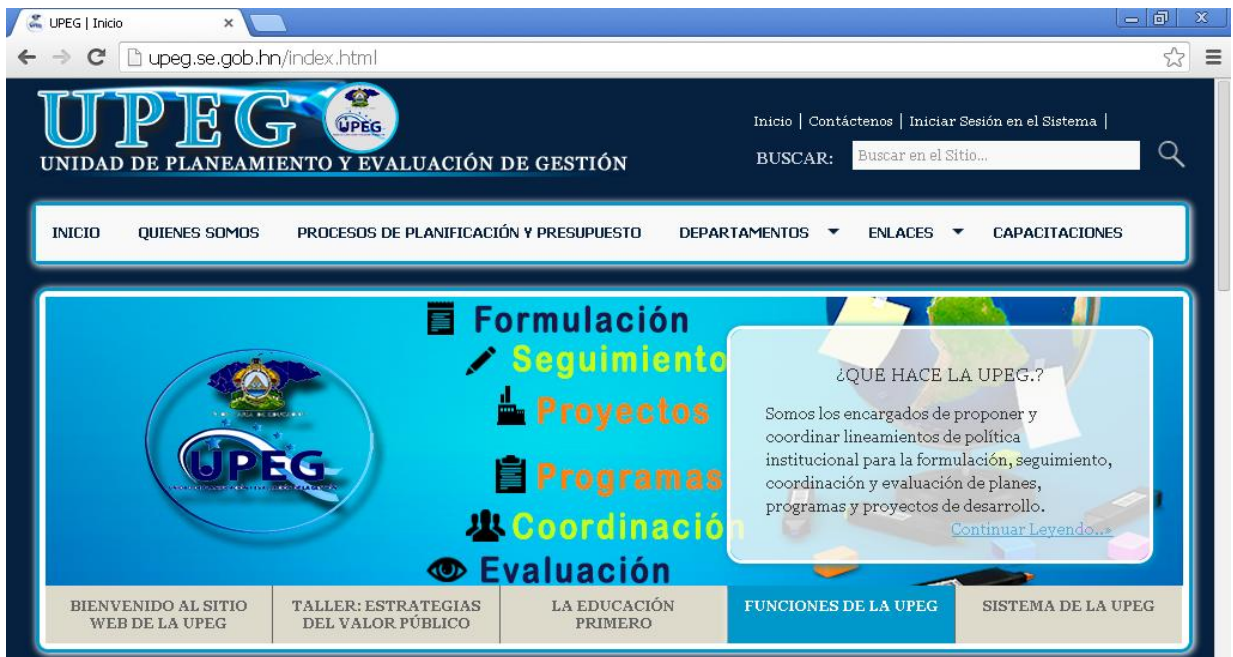 UPEG | Inicio
upeg.se.gob.hn/index.html
UPEG
UPEG
UNIDAD DE PLANEAMIENTO Y EVALUACIÓN DE GESTIÓN
Inicio | Contáctenos | Iniciar Sesión en el Sistema |
BUSCAR: Buscar en el Sitio...
INICIO QUIENES SOMOS PROCESOS DE PLANIFICACIÓN Y PRESUPUESTO DEPARTAMENTOS ENLACES CAPACITACIONES
UPEG
Formulación
Seguimiento
Proyectos
Programas
Coordinación
Evaluación
¿QUE HACE LA UPEG.?
Somos los encargados de proponer y
coordinar lineamientos de política
institucional para la formulación, seguimiento,
coordinación y evaluación de planes,
programas y proyectos de desarrollo.
Continuar Leyendo..»
BIENVENIDO AL SITIO
WEB DE LA UPEG
TALLER: ESTRATEGIAS
DEL VALOR PÚBLICO
LA EDUCACIÓN
PRIMERO
FUNCIONES DE LA UPEG
SISTEMA DE LA UPEG